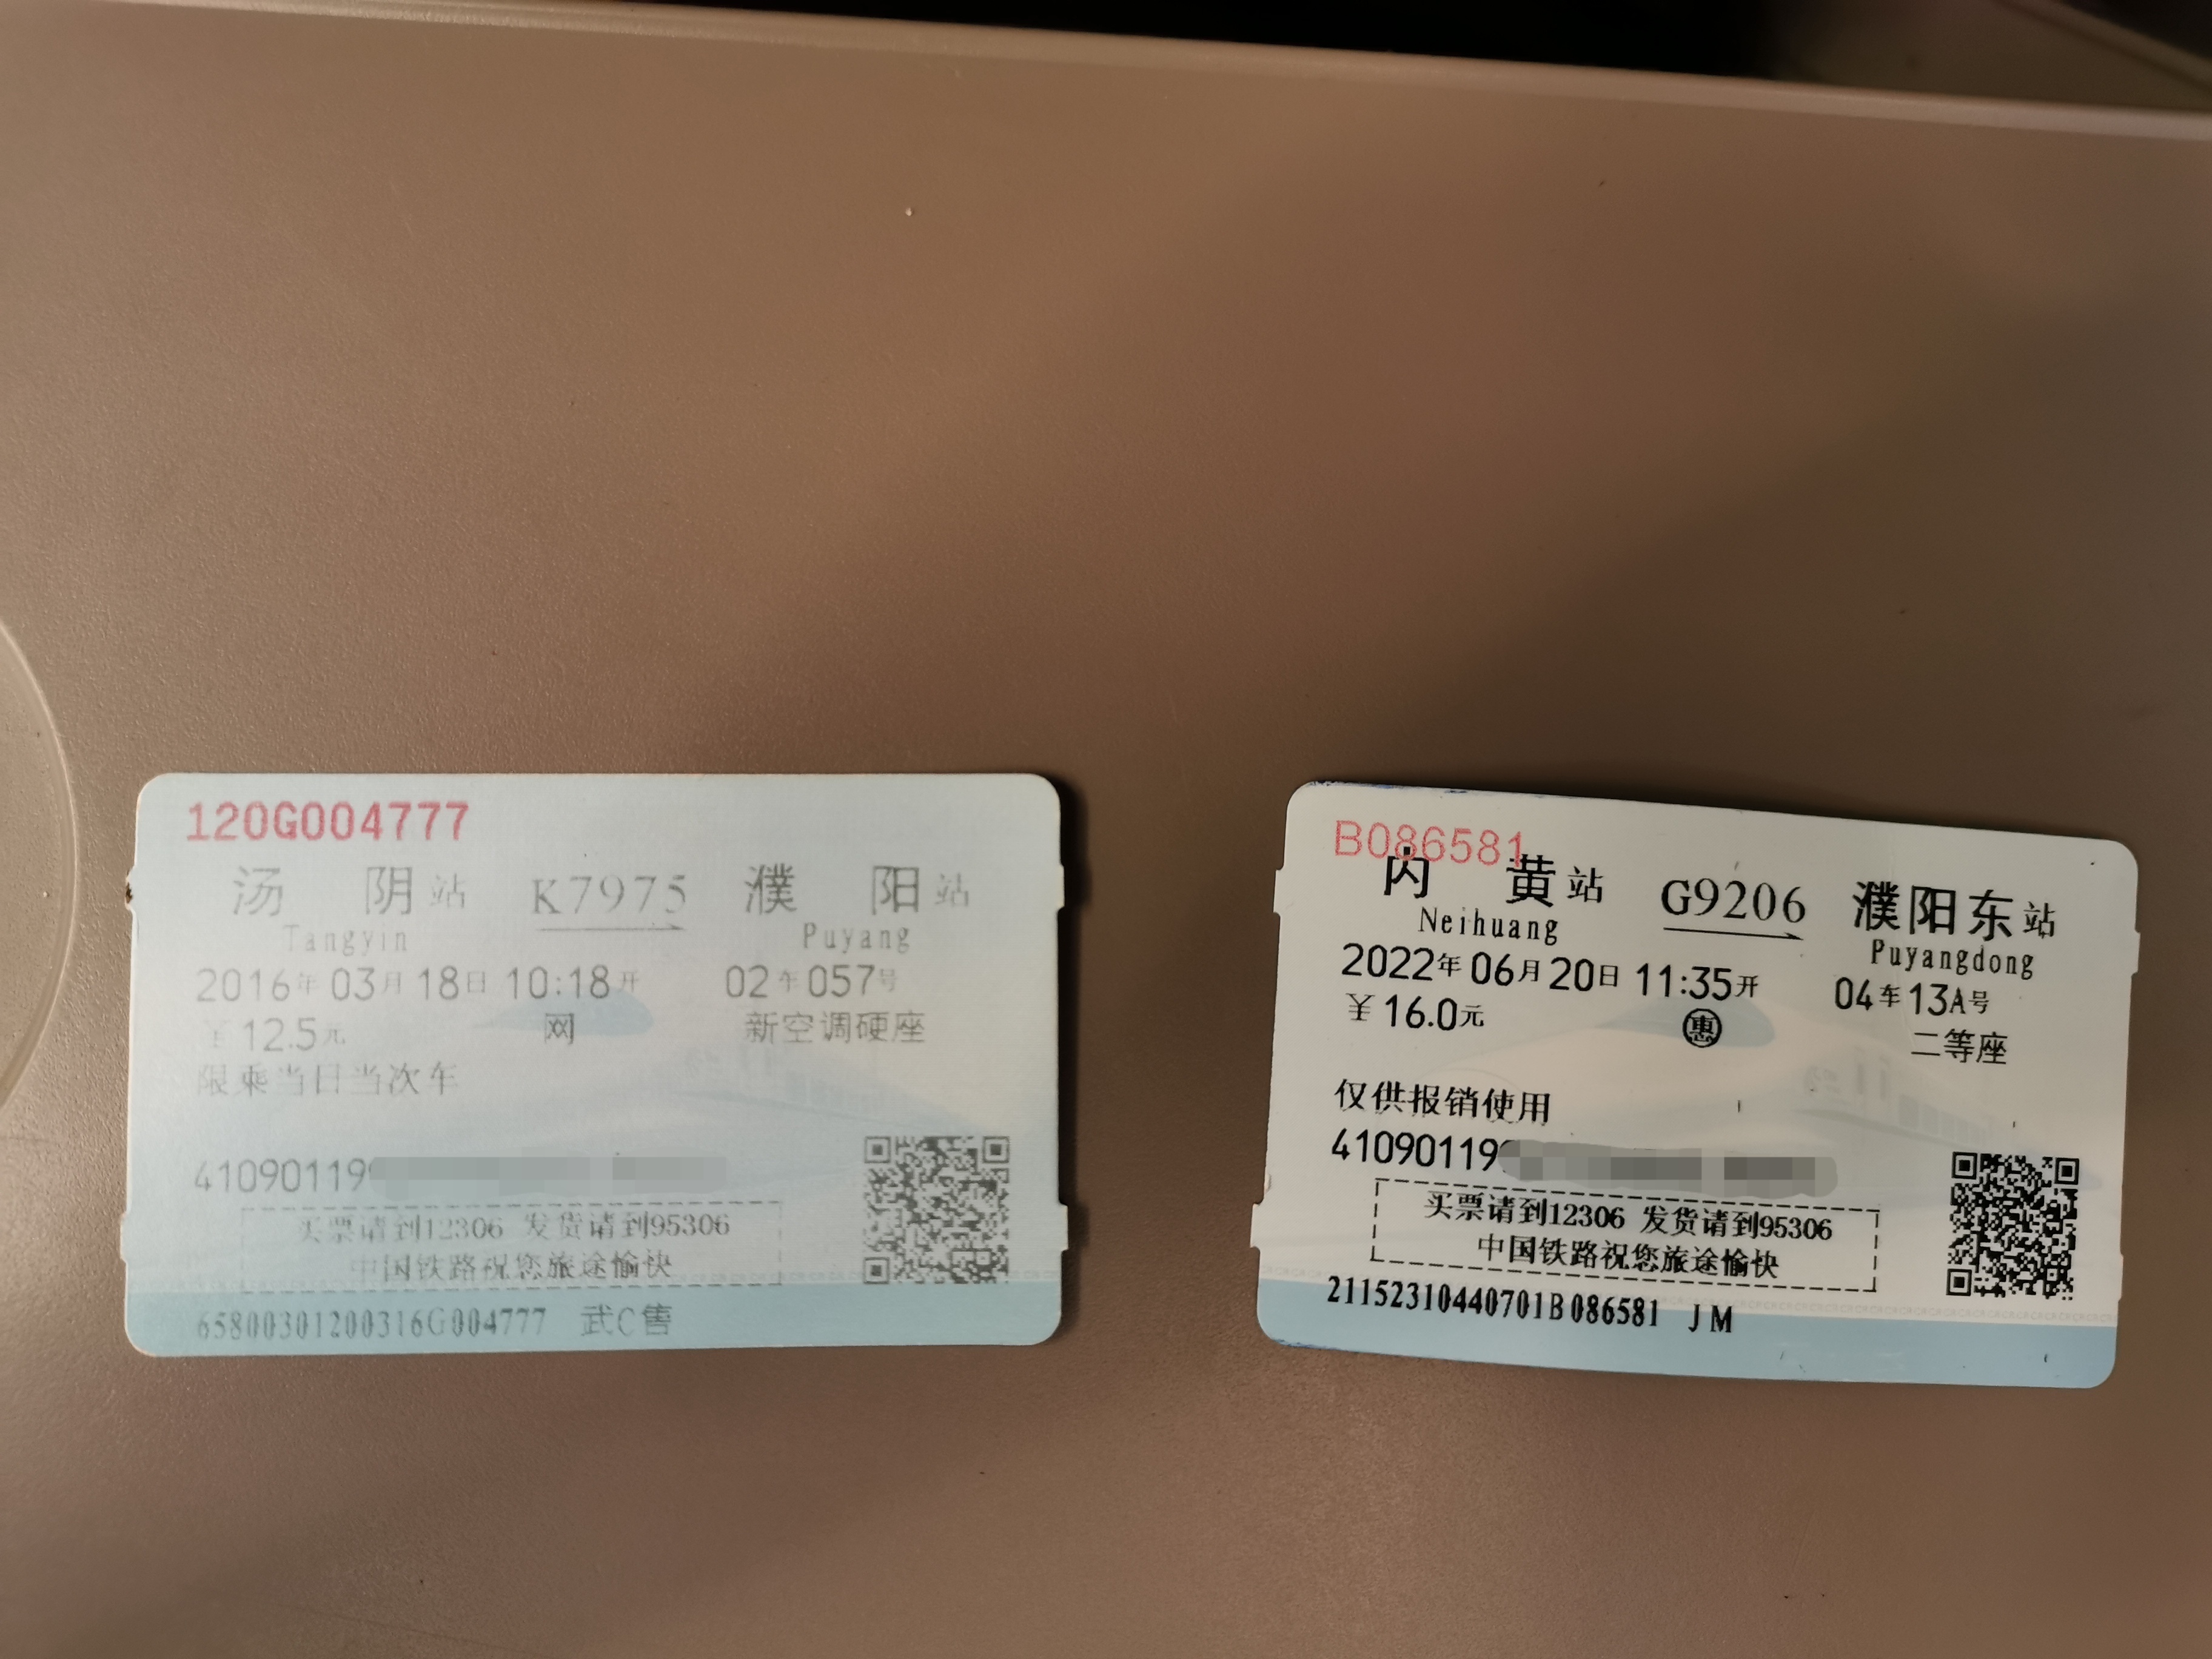 120G004777
汤阴站 K7975 濮阳站
Tangyin Puyang
2016年03月18日10:18开 02车057号
¥12.5元 网 新空调硬座
限乘当日当次车
41090119
买票请到12306 发货请到95306
中国铁路祝您旅途愉快
65800301200316G004777 武C售
B086581
内黄站 G9206 濮阳东站
Neihuang Puyangdong
2022年06月20日11:35开 04车13A号
¥16.0元 惠 二等座
仅供报销使用
41090119
买票请到12306 发货请到95306
中国铁路祝您旅途愉快
21152310440701B086581 JM